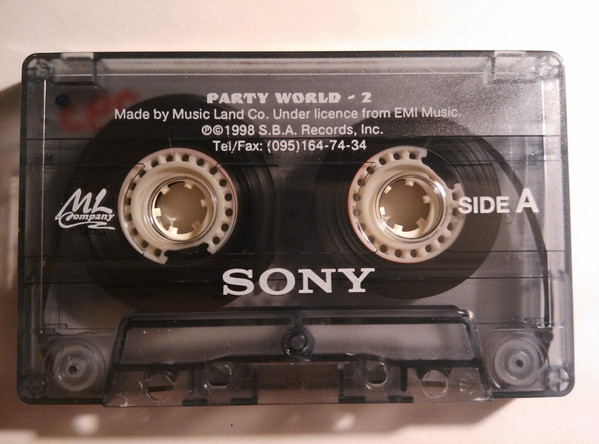 PARTY WORLD - 2
Made by Music Land Co. Under licence from EMI Music.
℗©1998 S.B.A. Records, Inc.
Tel/Fax: (095)164-74-34
ML Company
SIDE A
SONY